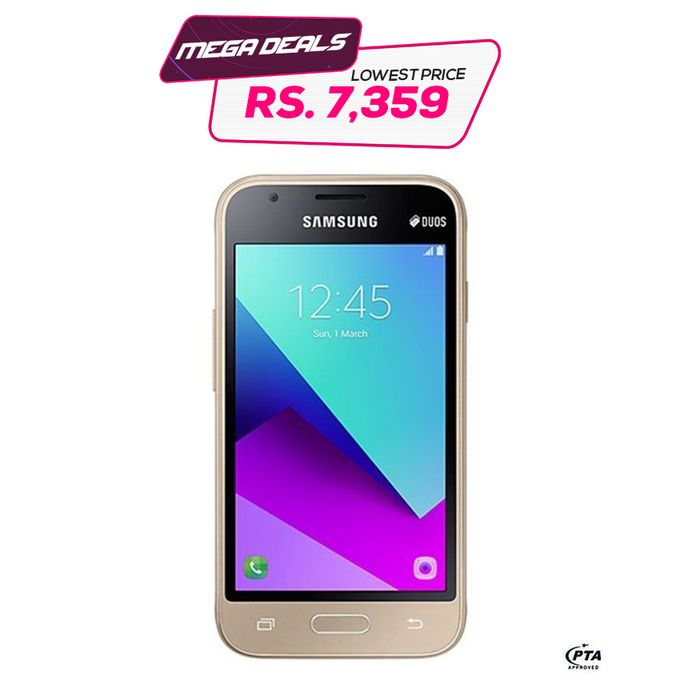 MEGA DEALS
LOWEST PRICE
RS. 7,359
SAMSUNG
DUOS
12:45
Sun, 1 March
PTA
APPROVED